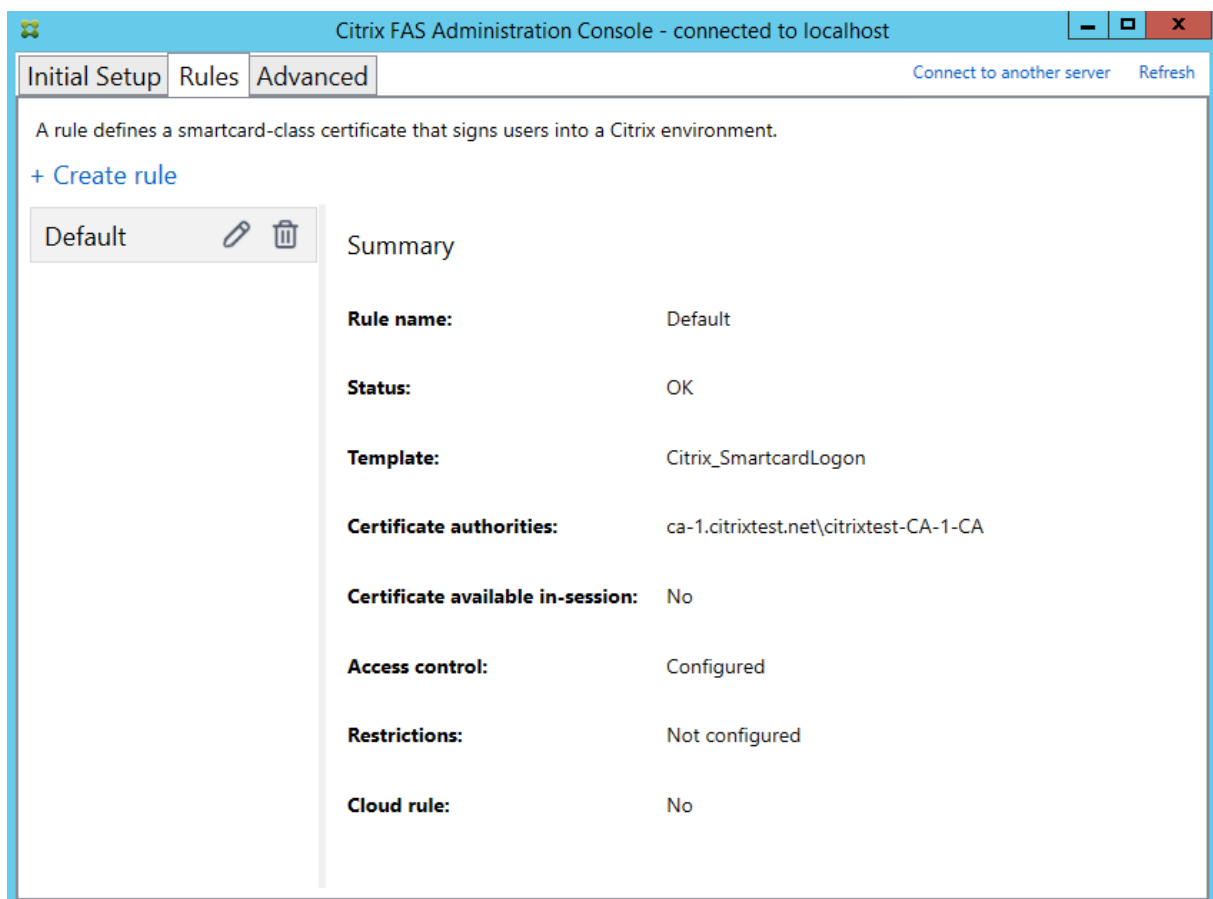 Citrix FAS Administration Console - connected to localhost
Initial Setup Rules Advanced Connect to another server Refresh
A rule defines a smartcard-class certificate that signs users into a Citrix environment.
+ Create rule
Default
Summary
Rule name: Default
Status: OK
Template: Citrix_SmartcardLogon
Certificate authorities: ca-1.citrixtest.net\citrixtest-CA-1-CA
Certificate available in-session: No
Access control: Configured
Restrictions: Not configured
Cloud rule: No